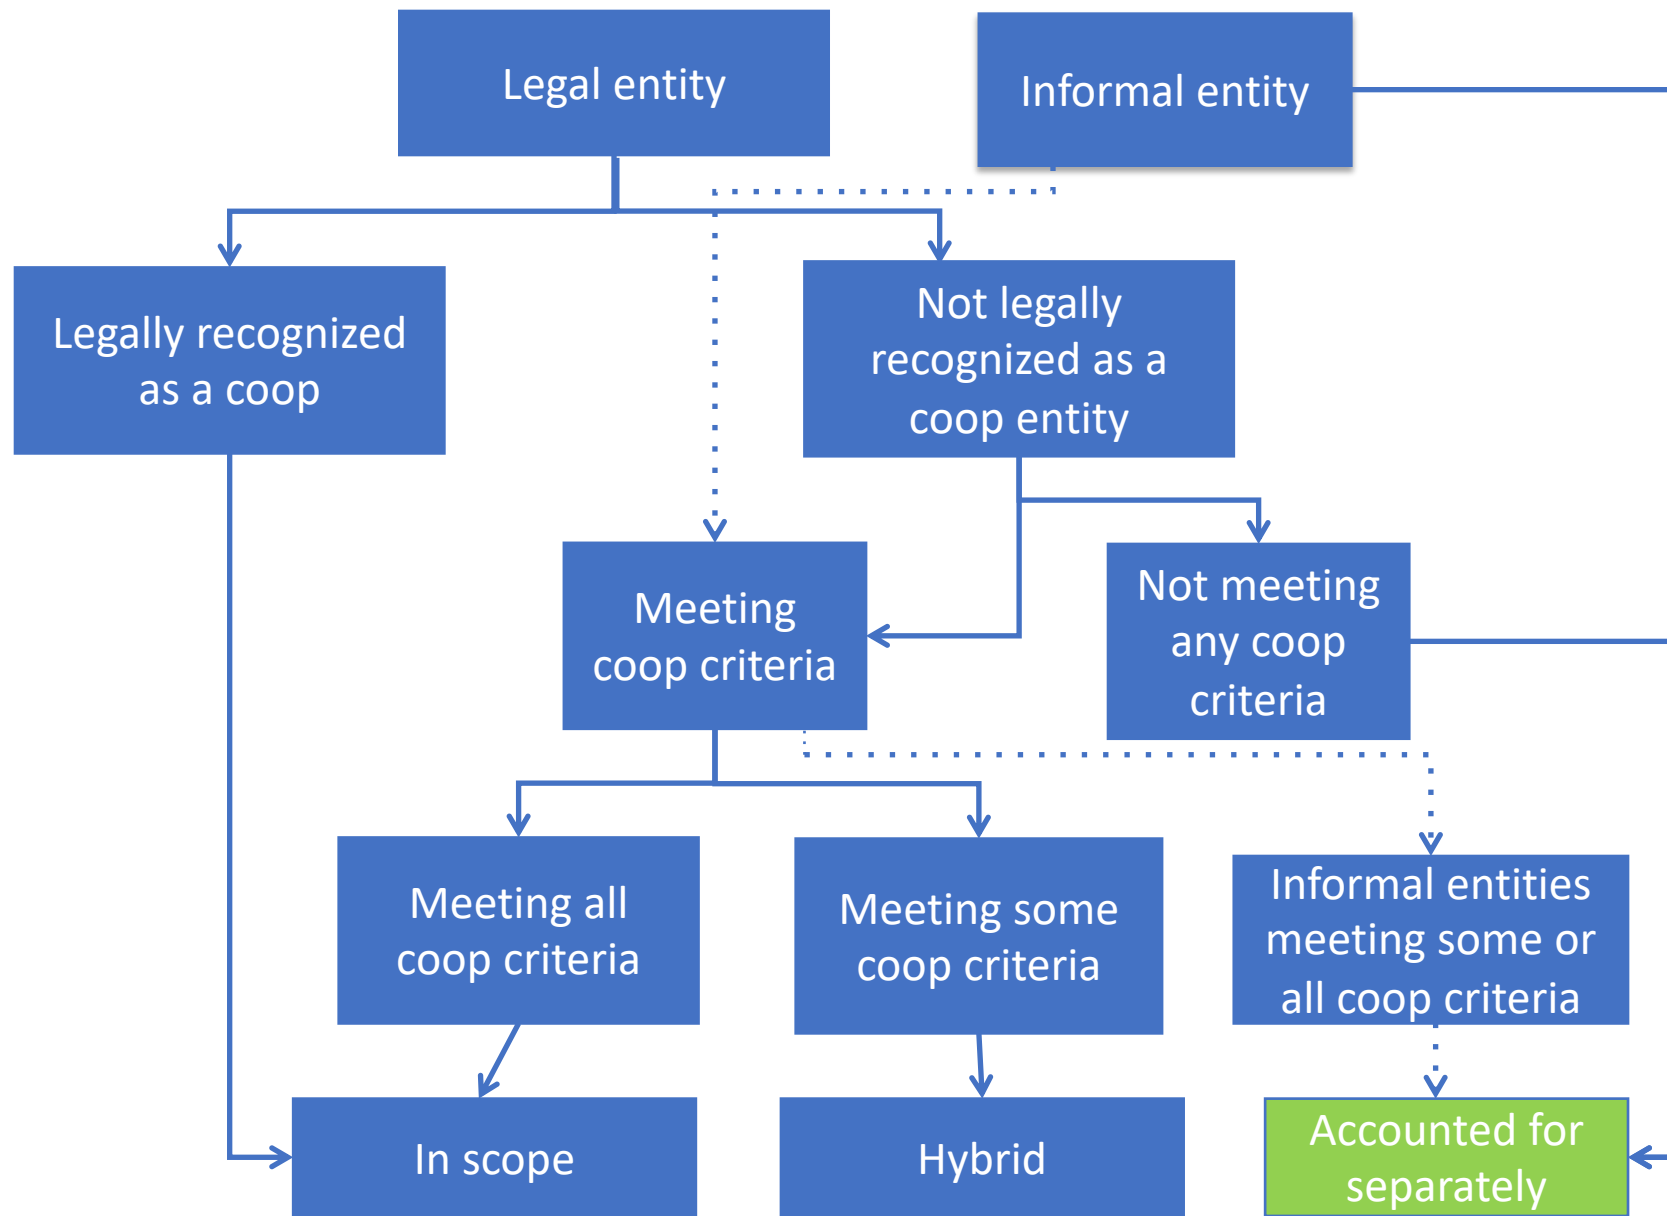 Legal entity
Informal entity
Legally recognized
as a coop
Not legally
recognized as a
coop entity
Meeting
coop criteria
Not meeting
any coop
criteria
Meeting all
coop criteria
Meeting some
coop criteria
Informal entities
meeting some or
all coop criteria
In scope
Hybrid
Accounted for
separately